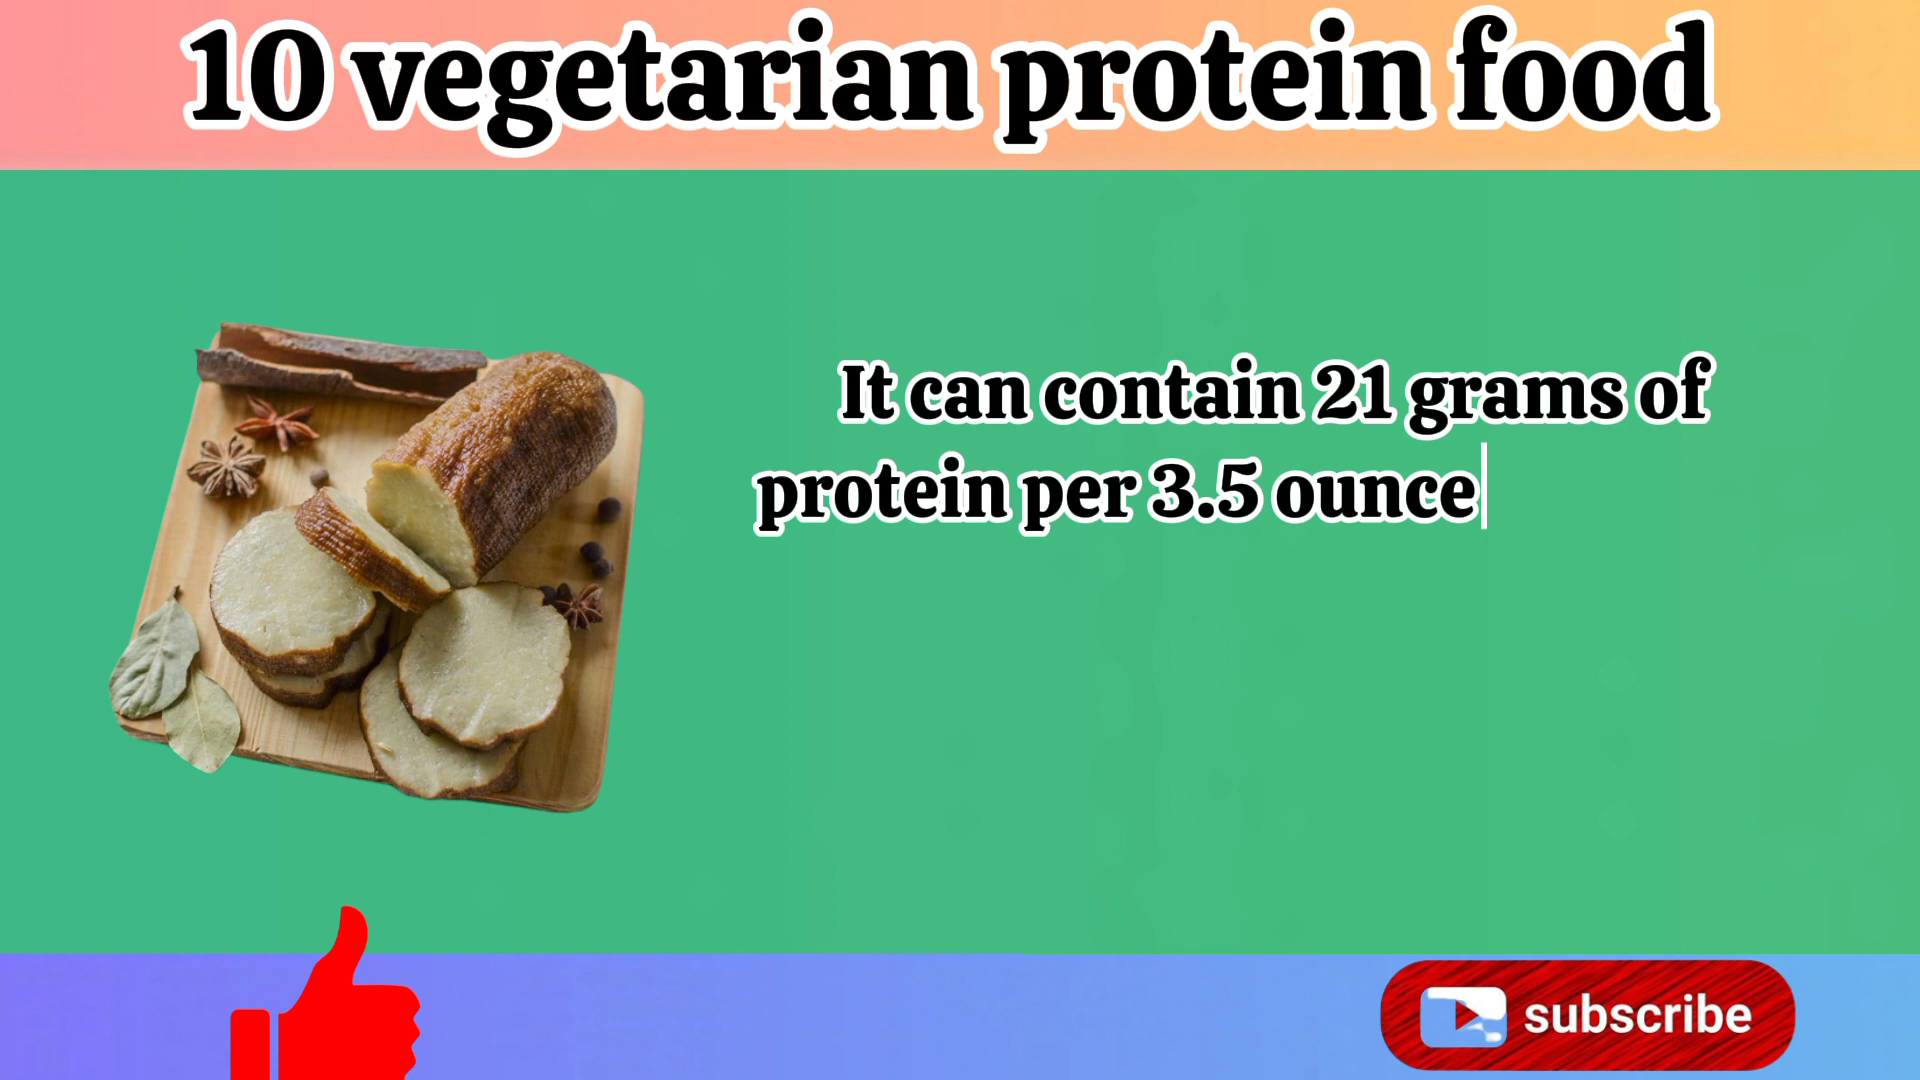 10 vegetarian protein food
It can contain 21 grams of
protein per 3.5 ounce
subscribe